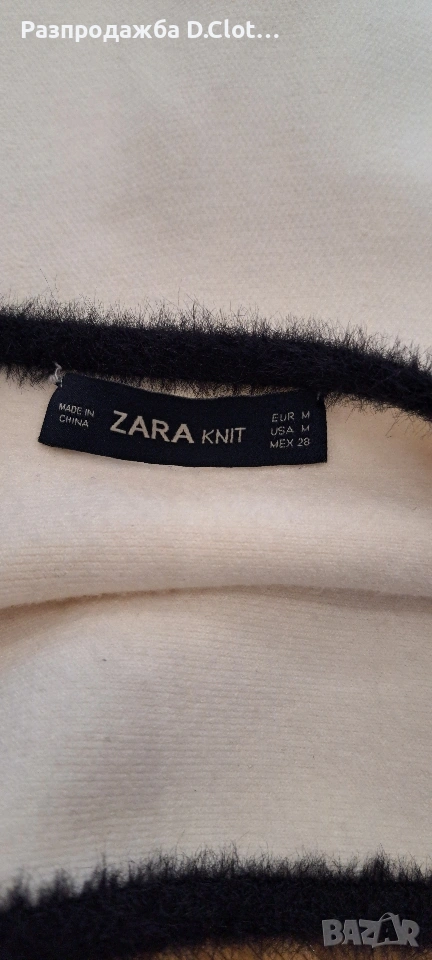 Разпродажба D.Clot...
MADE IN
CHINA
ZARA KNIT
EUR M
USA M
MEX 28
BAZAR